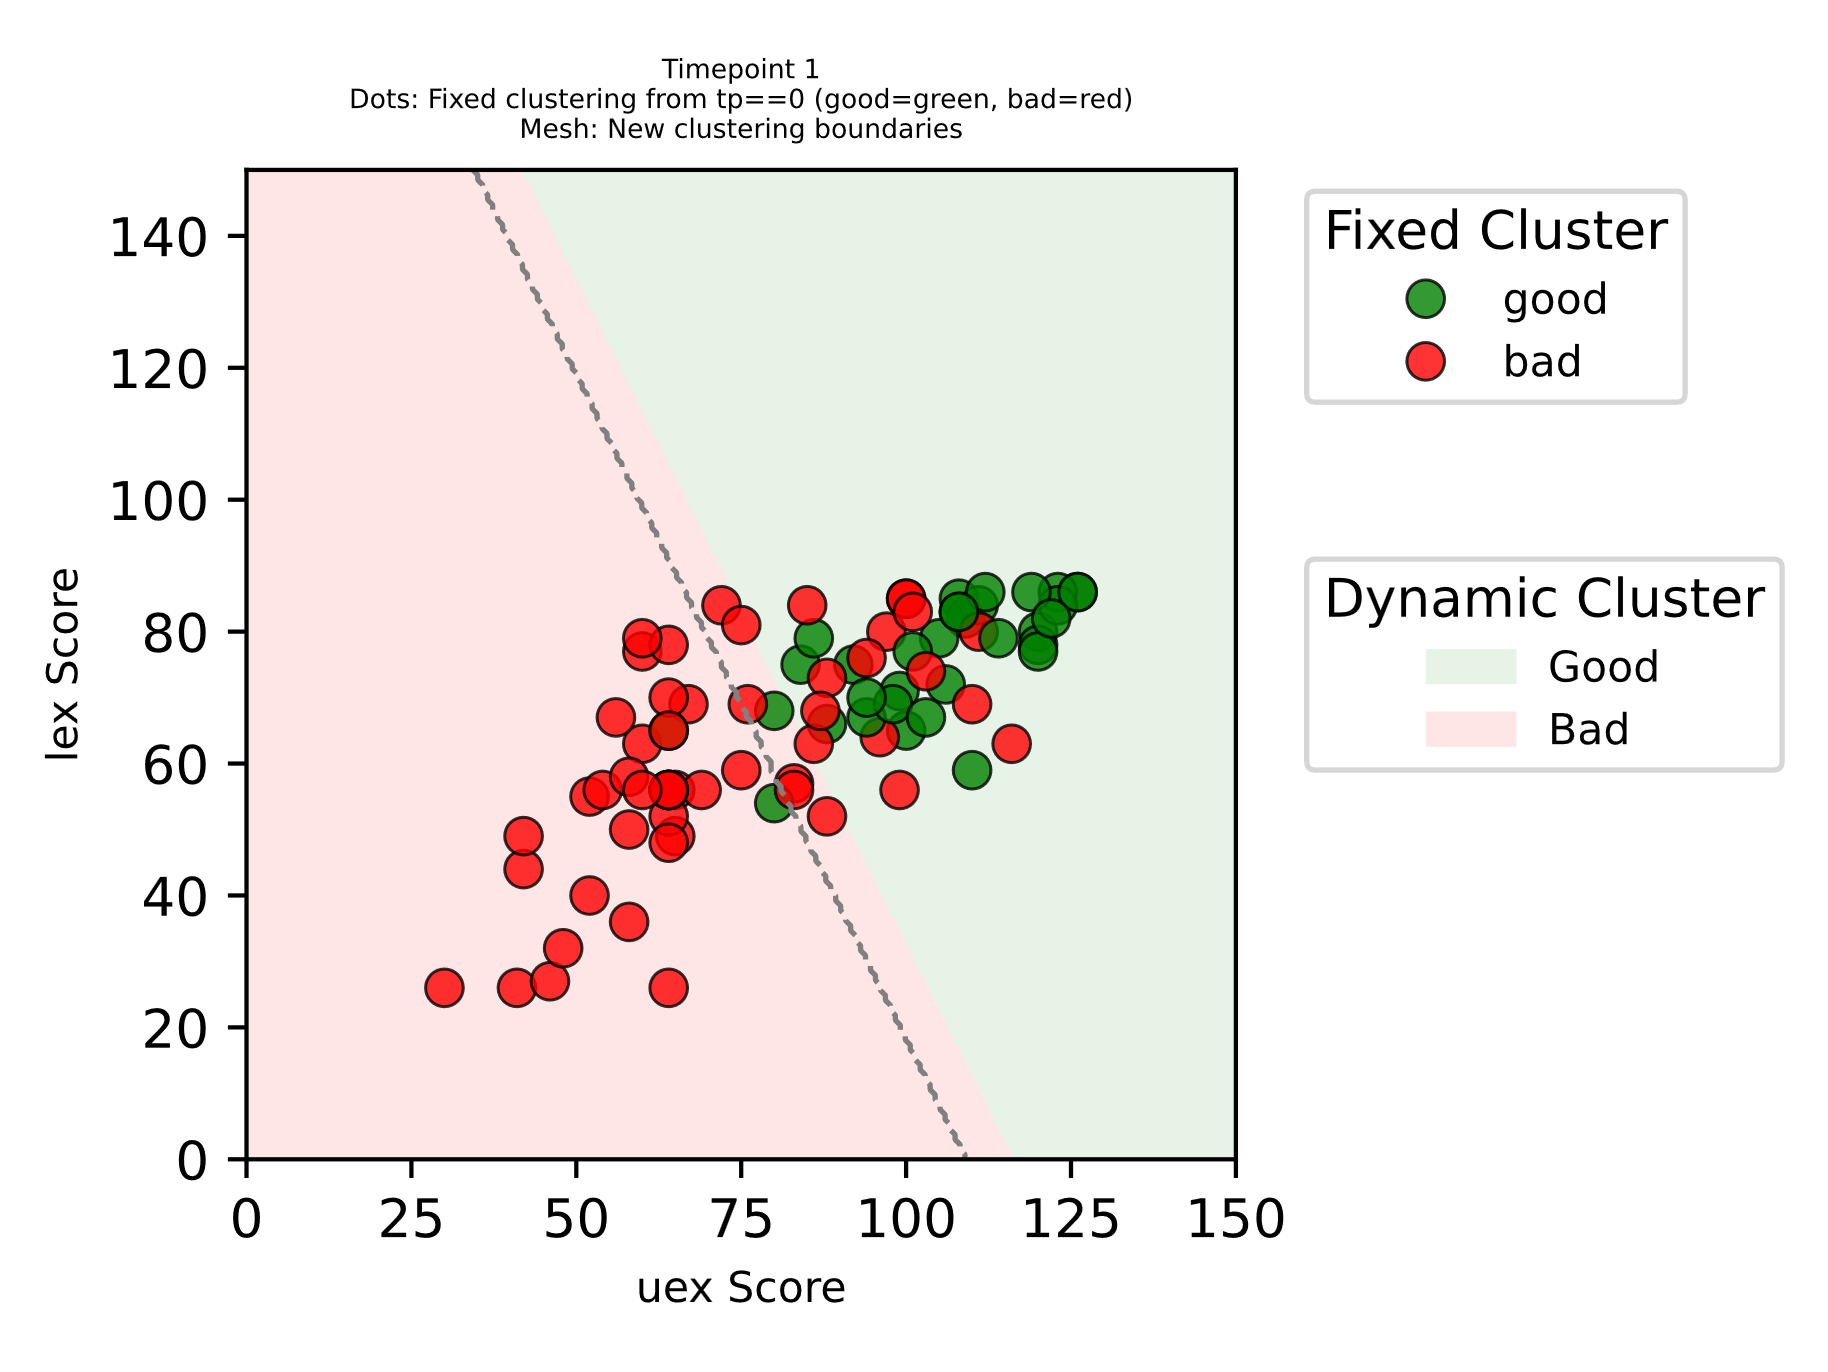 Timepoint 1
Dots: Fixed clustering from tp==0 (good=green, bad=red)
Mesh: New clustering boundaries
140
120
100
80
60
40
20
0
lex Score
0 25 50 75 100 125 150
uex Score
Fixed Cluster
good
bad
Dynamic Cluster
Good
Bad